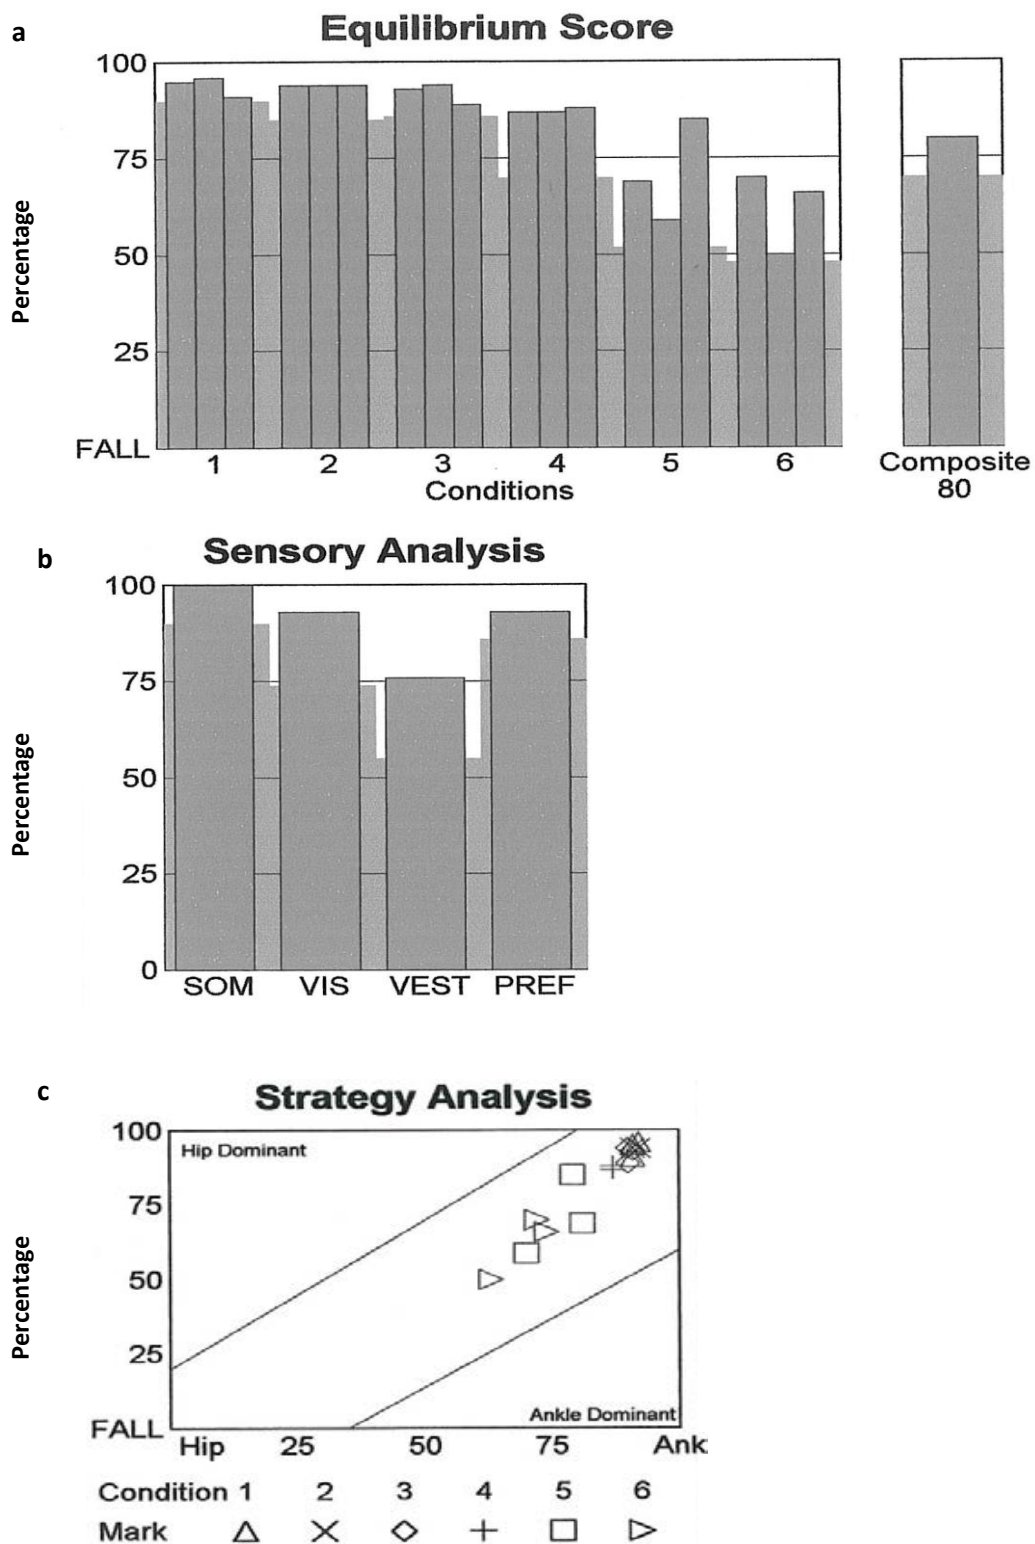 a
Equilibrium Score
100
75
50
25
FALL
Percentage
1 2 3 4 5 6
Conditions
Composite
80
b
Sensory Analysis
100
75
50
25
0
Percentage
SOM VIS VEST PREF
c
Strategy Analysis
100
75
50
25
FALL
Percentage
Hip Dominant
Ankle Dominant
Hip 25 50 75 Ank
Condition 1 2 3 4 5 6
Mark